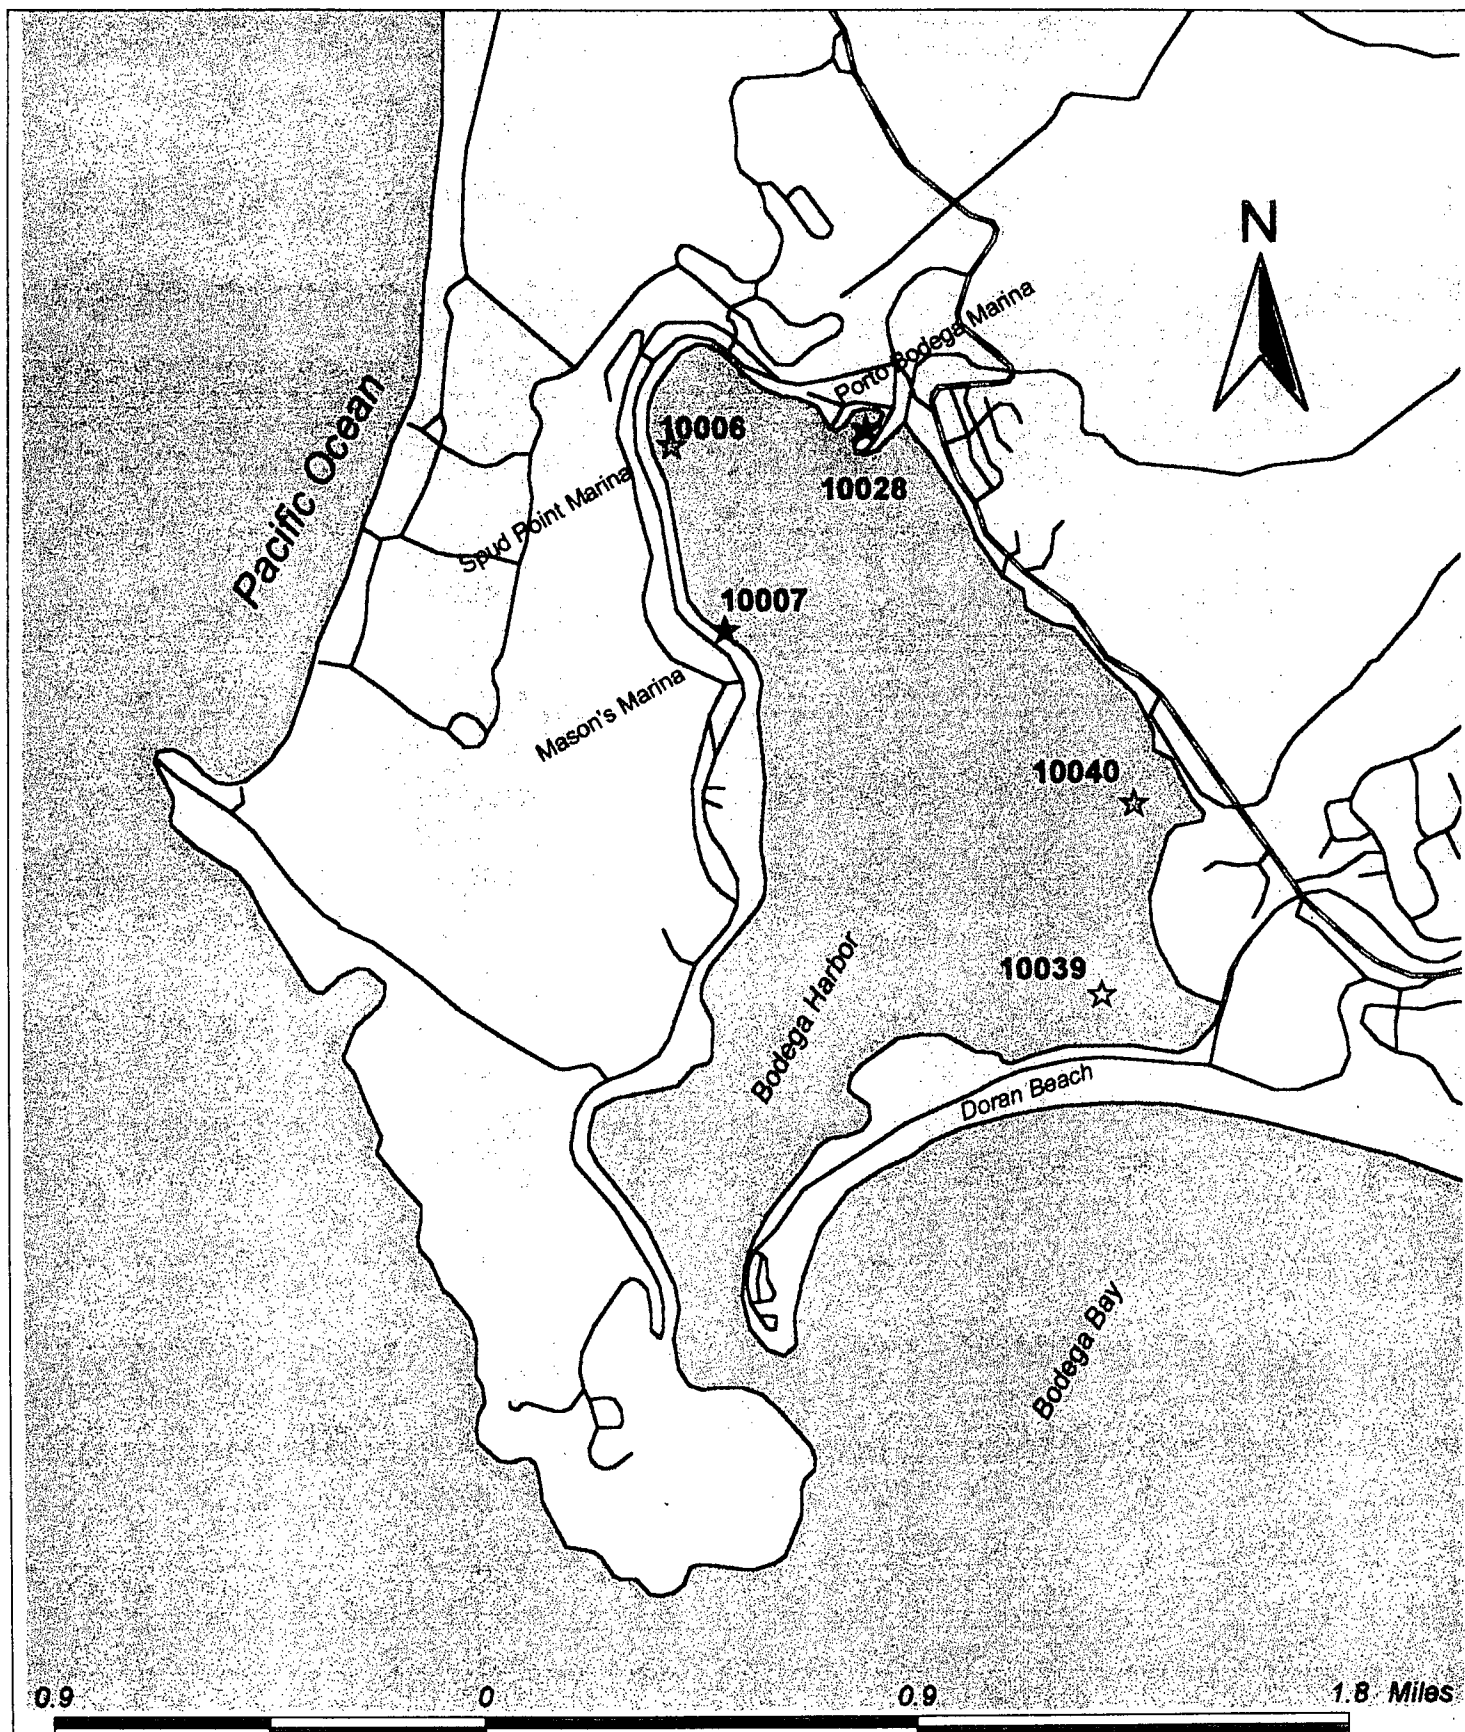 N
Porto Bodega Marina
Pacific Ocean
10006
10028
Spud Point Marina
10007
Mason's Marina
10040
10039
Bodega Harbor
Doran Beach
Bodega Bay
0.9 0 0.9 1.8 Miles